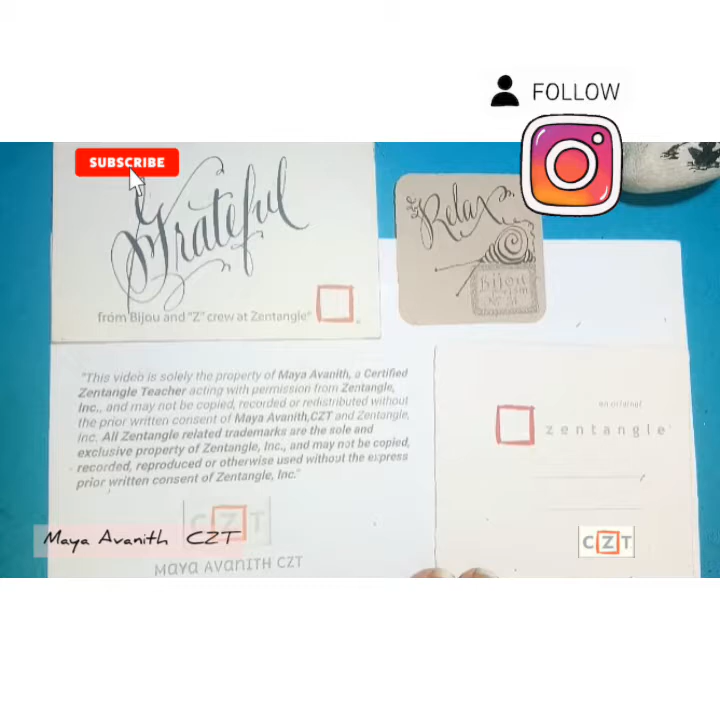 FOLLOW
SUBSCRIBE
Grateful
from Bijou and "Z" crew at Zentangle®
Relax
Bijou
"This video is solely the property of Maya Avanith, a Certified
Zentangle Teacher acting with permission from Zentangle,
Inc., and may not be copied, recorded or redistributed without
the prior written consent of Maya Avanith,CZT and Zentangle,
Inc. All Zentangle related trademarks are the sole and
exclusive property of Zentangle, Inc., and may not be copied,
recorded, reproduced or otherwise used without the express
prior written consent of Zentangle, Inc."
CZT
Maya Avanith CZT
MAYA AVANITH CZT
an original
zentangle
CZT